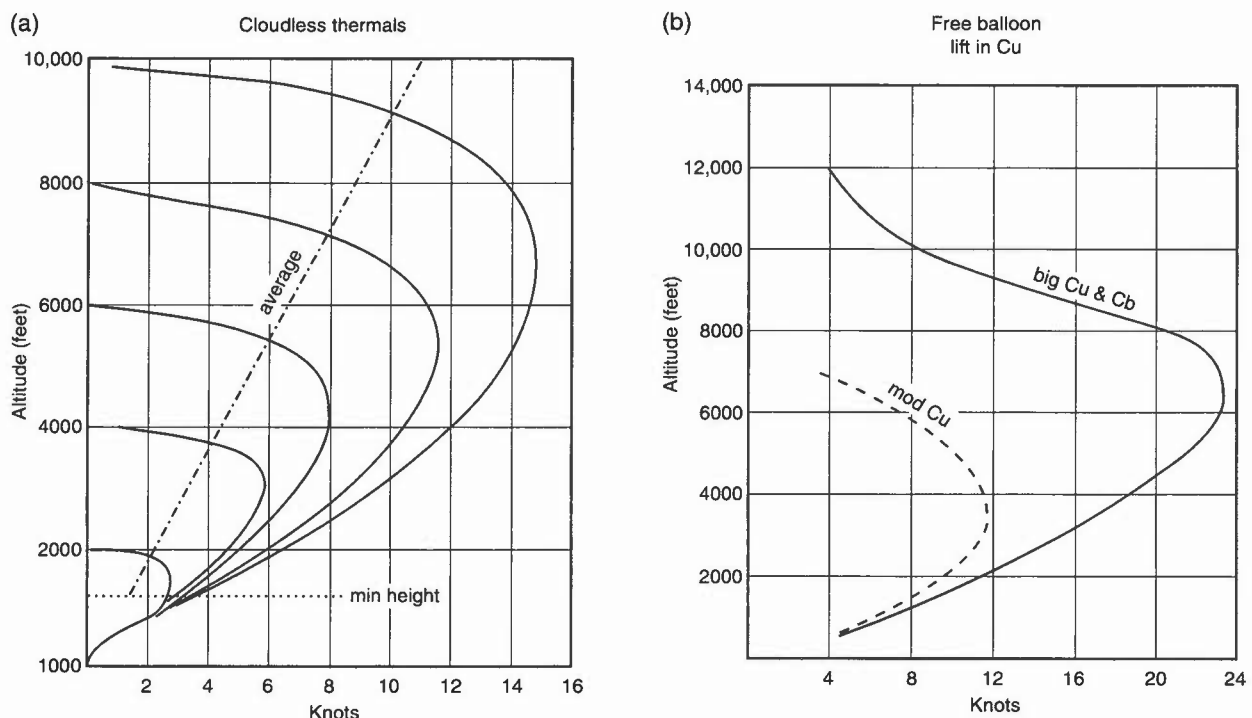 (a)
Cloudless thermals
10,000
8000
6000
4000
2000
1000
Altitude (feet)
average
min height
2 4 6 8 10 12 14 16
Knots
(b)
Free balloon
lift in Cu
14,000
12,000
10,000
8000
6000
4000
2000
Altitude (feet)
big Cu & Cb
mod Cu
4 8 12 16 20 24
Knots